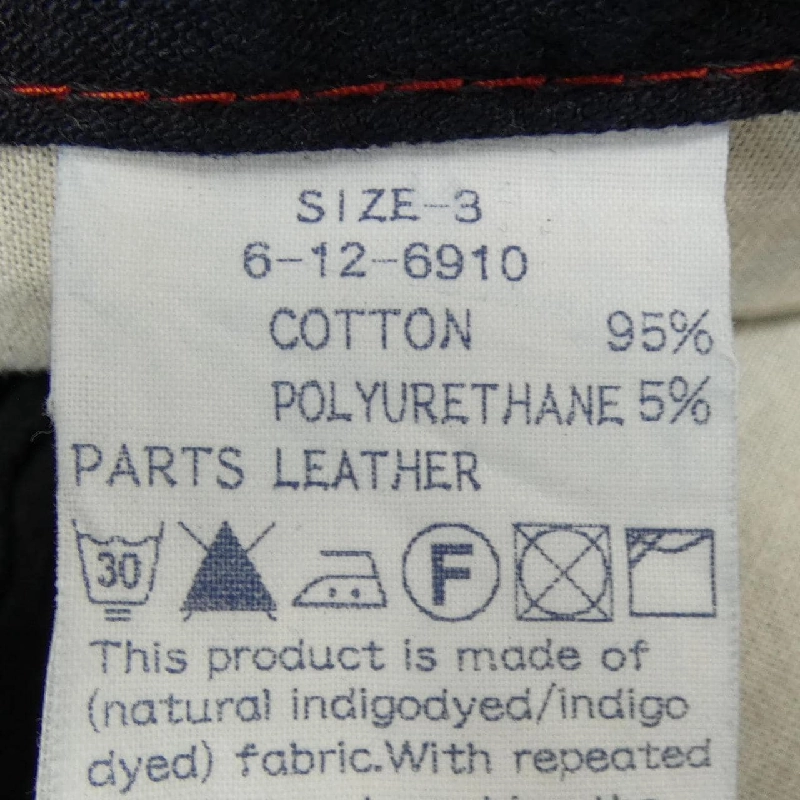 SIZE-3
6-12-6910
COTTON 95%
POLYURETHANE 5%
PARTS LEATHER
30 F
This product is made of
(natural indigodyed/indigo
dyed) fabric.With repeated